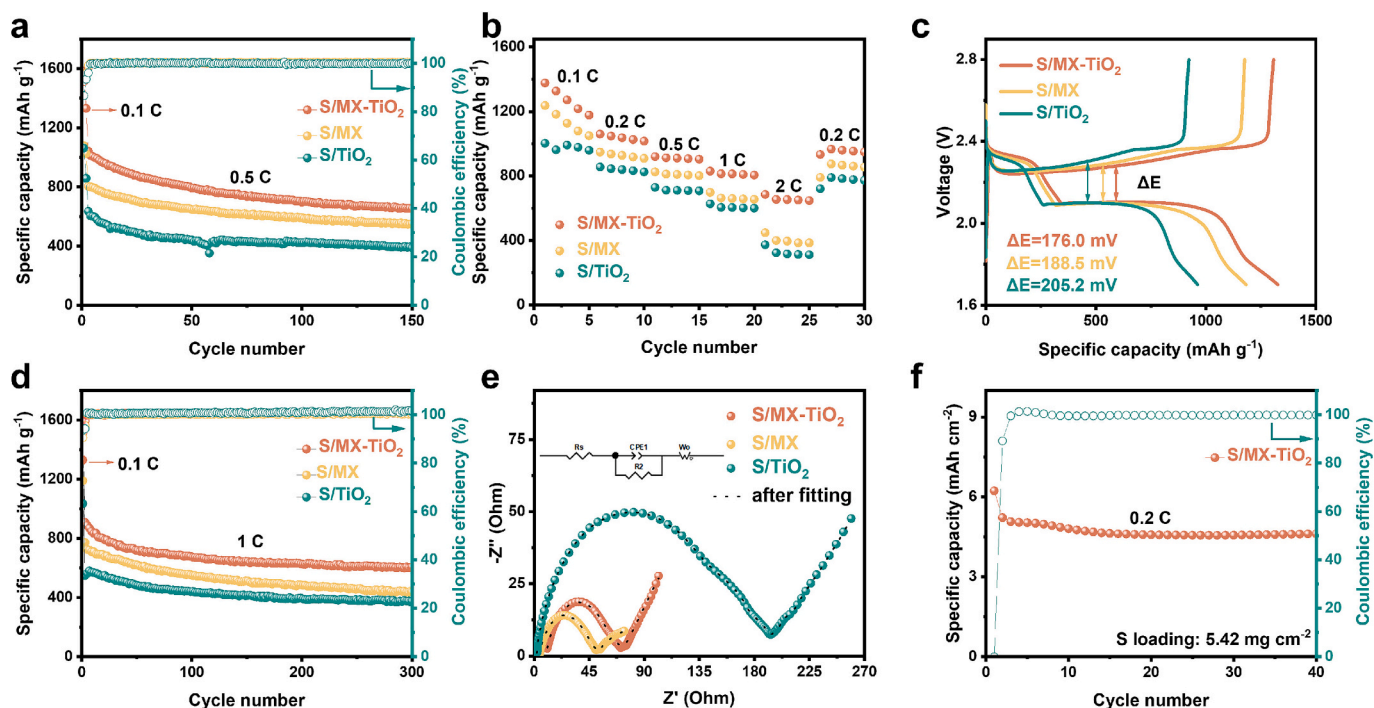 a
Specific capacity (mAh g⁻¹)
1600
1200
800
400
0
0.1 C
S/MX-TiO₂
S/MX
S/TiO₂
0.5 C
100
80
60
40
20
0
Coulombic efficiency (%)
0
50
100
150
Cycle number
b
Specific capacity (mAh g⁻¹)
1600
1200
800
400
0
0.1 C
0.2 C
0.5 C
1 C
2 C
0.2 C
S/MX-TiO₂
S/MX
S/TiO₂
0
5
10
15
20
25
30
Cycle number
c
Voltage (V)
2.8
2.4
2.0
1.6
S/MX-TiO₂
S/MX
S/TiO₂
ΔE
ΔE=176.0 mV
ΔE=188.5 mV
ΔE=205.2 mV
0
500
1000
1500
Specific capacity (mAh g⁻¹)
d
Specific capacity (mAh g⁻¹)
1600
1200
800
400
0
0.1 C
S/MX-TiO₂
S/MX
S/TiO₂
1 C
100
80
60
40
20
0
Coulombic efficiency (%)
0
100
200
300
Cycle number
e
-Z'' (Ohm)
75
50
25
0
Rs
CPE1
R2
Wo
S/MX-TiO₂
S/MX
S/TiO₂
after fitting
0
45
90
135
180
225
270
Z' (Ohm)
f
Specific capacity (mAh cm⁻²)
9
6
3
0
S/MX-TiO₂
0.2 C
S loading: 5.42 mg cm⁻²
100
80
60
40
20
0
Coulombic efficiency (%)
0
10
20
30
40
Cycle number